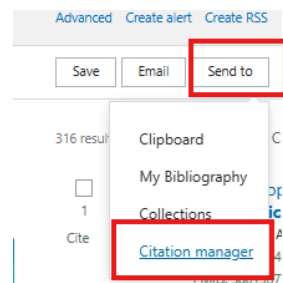 Advanced Create alert Create RSS
Save Email Send to
316 resul
Clipboard
My Bibliography
Collections
Citation manager
1
Cite